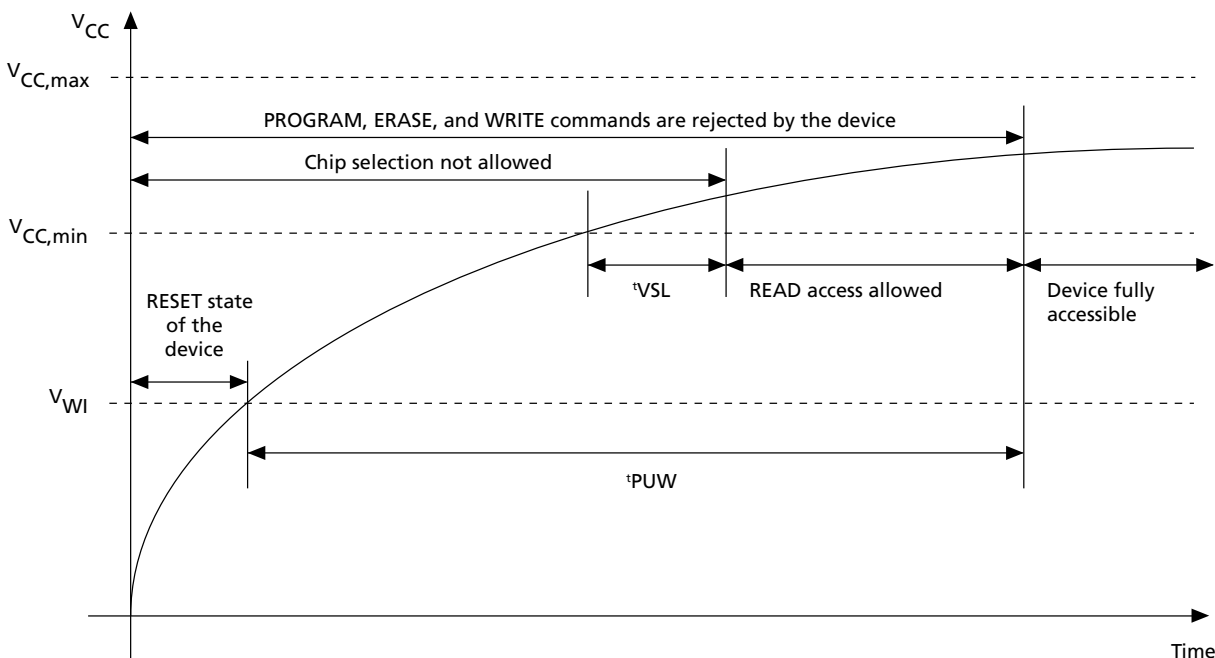 VCC
VCC,max
PROGRAM, ERASE, and WRITE commands are rejected by the device
Chip selection not allowed
VCC,min
tVSL
READ access allowed
Device fully
accessible
RESET state
of the
device
VWI
tPUW
Time